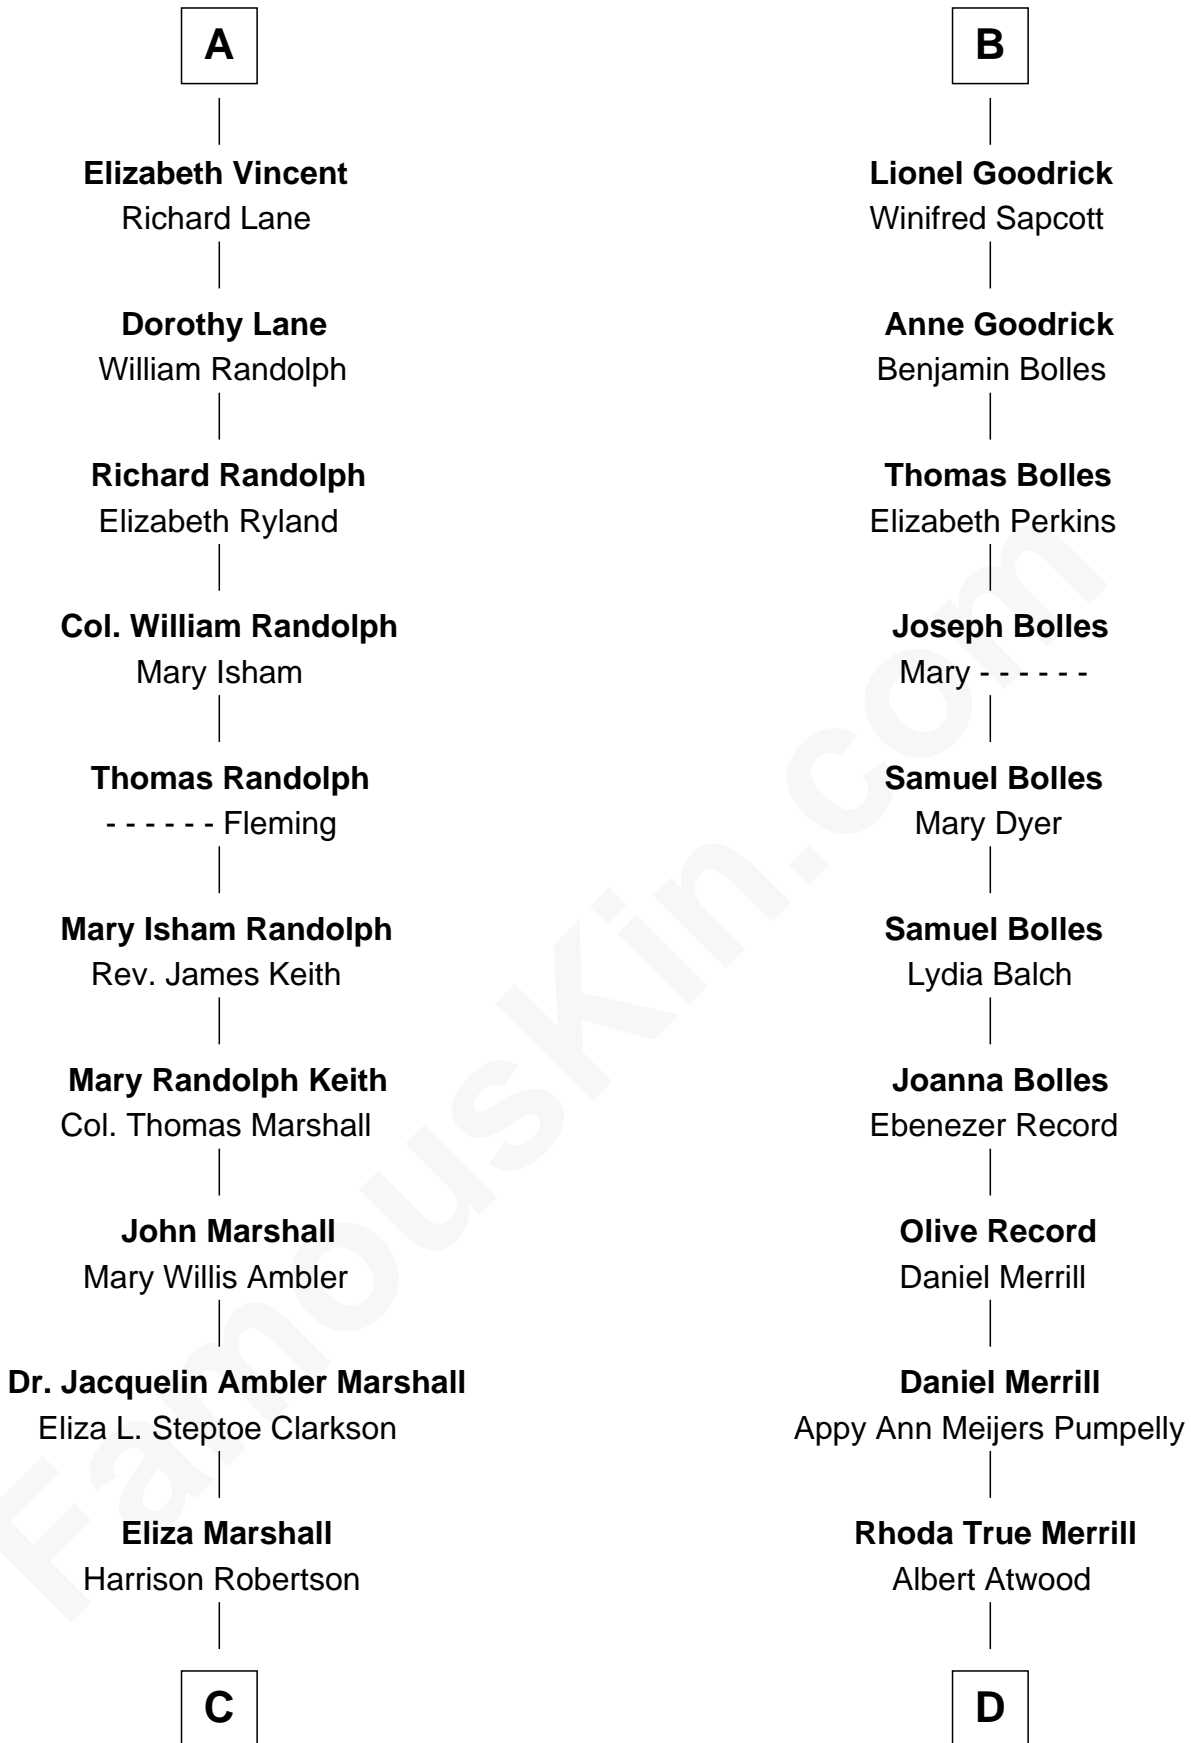 A
Elizabeth Vincent
Richard Lane
Dorothy Lane
William Randolph
Richard Randolph
Elizabeth Ryland
Col. William Randolph
Mary Isham
Thomas Randolph
- - - - - - Fleming
Mary Isham Randolph
Rev. James Keith
Mary Randolph Keith
Col. Thomas Marshall
John Marshall
Mary Willis Ambler
Dr. Jacquelin Ambler Marshall
Eliza L. Steptoe Clarkson
Eliza Marshall
Harrison Robertson
C
B
Lionel Goodrick
Winifred Sapcott
Anne Goodrick
Benjamin Bolles
Thomas Bolles
Elizabeth Perkins
Joseph Bolles
Mary - - - - - -
Samuel Bolles
Mary Dyer
Samuel Bolles
Lydia Balch
Joanna Bolles
Ebenezer Record
Olive Record
Daniel Merrill
Daniel Merrill
Appy Ann Meijers Pumpelly
Rhoda True Merrill
Albert Atwood
D
FamousKin.com